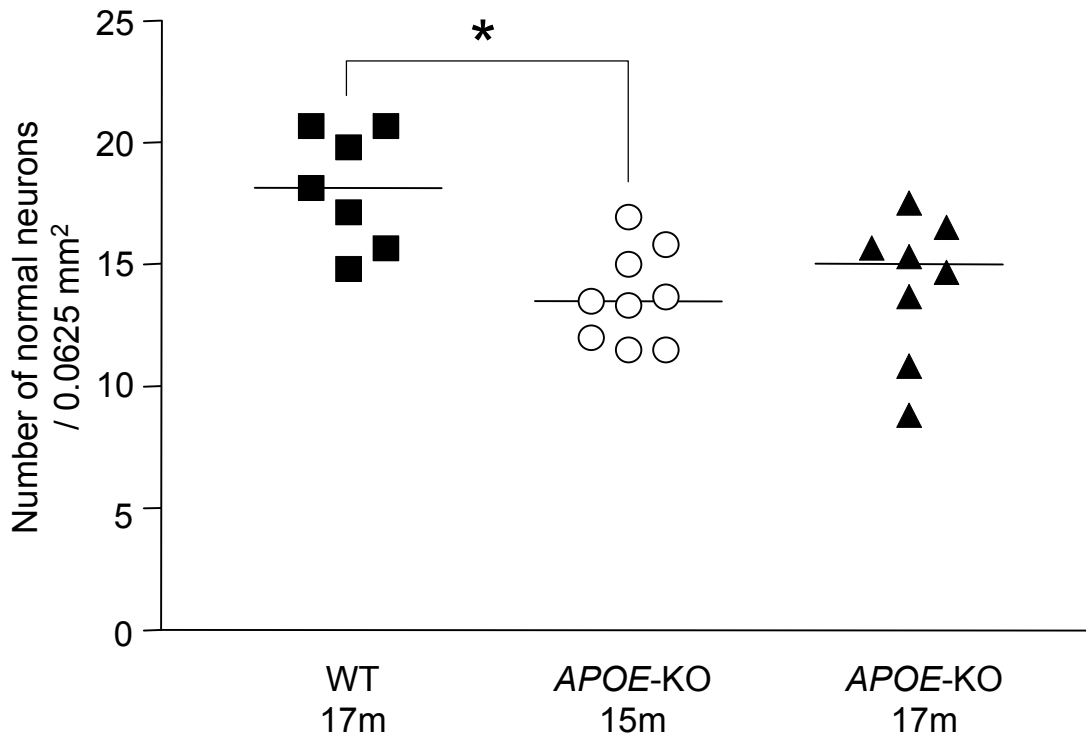 Number of normal neurons
/ 0.0625 mm²
25
20
15
10
5
0
*
WT
17m
APOE-KO
15m
APOE-KO
17m